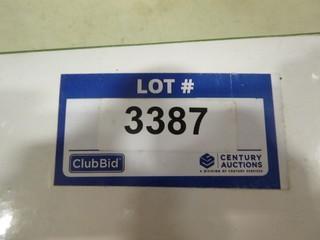 LOT #
3387
ClubBid
CENTURY
AUCTIONS
A DIVISION OF CENTURY SERVICES